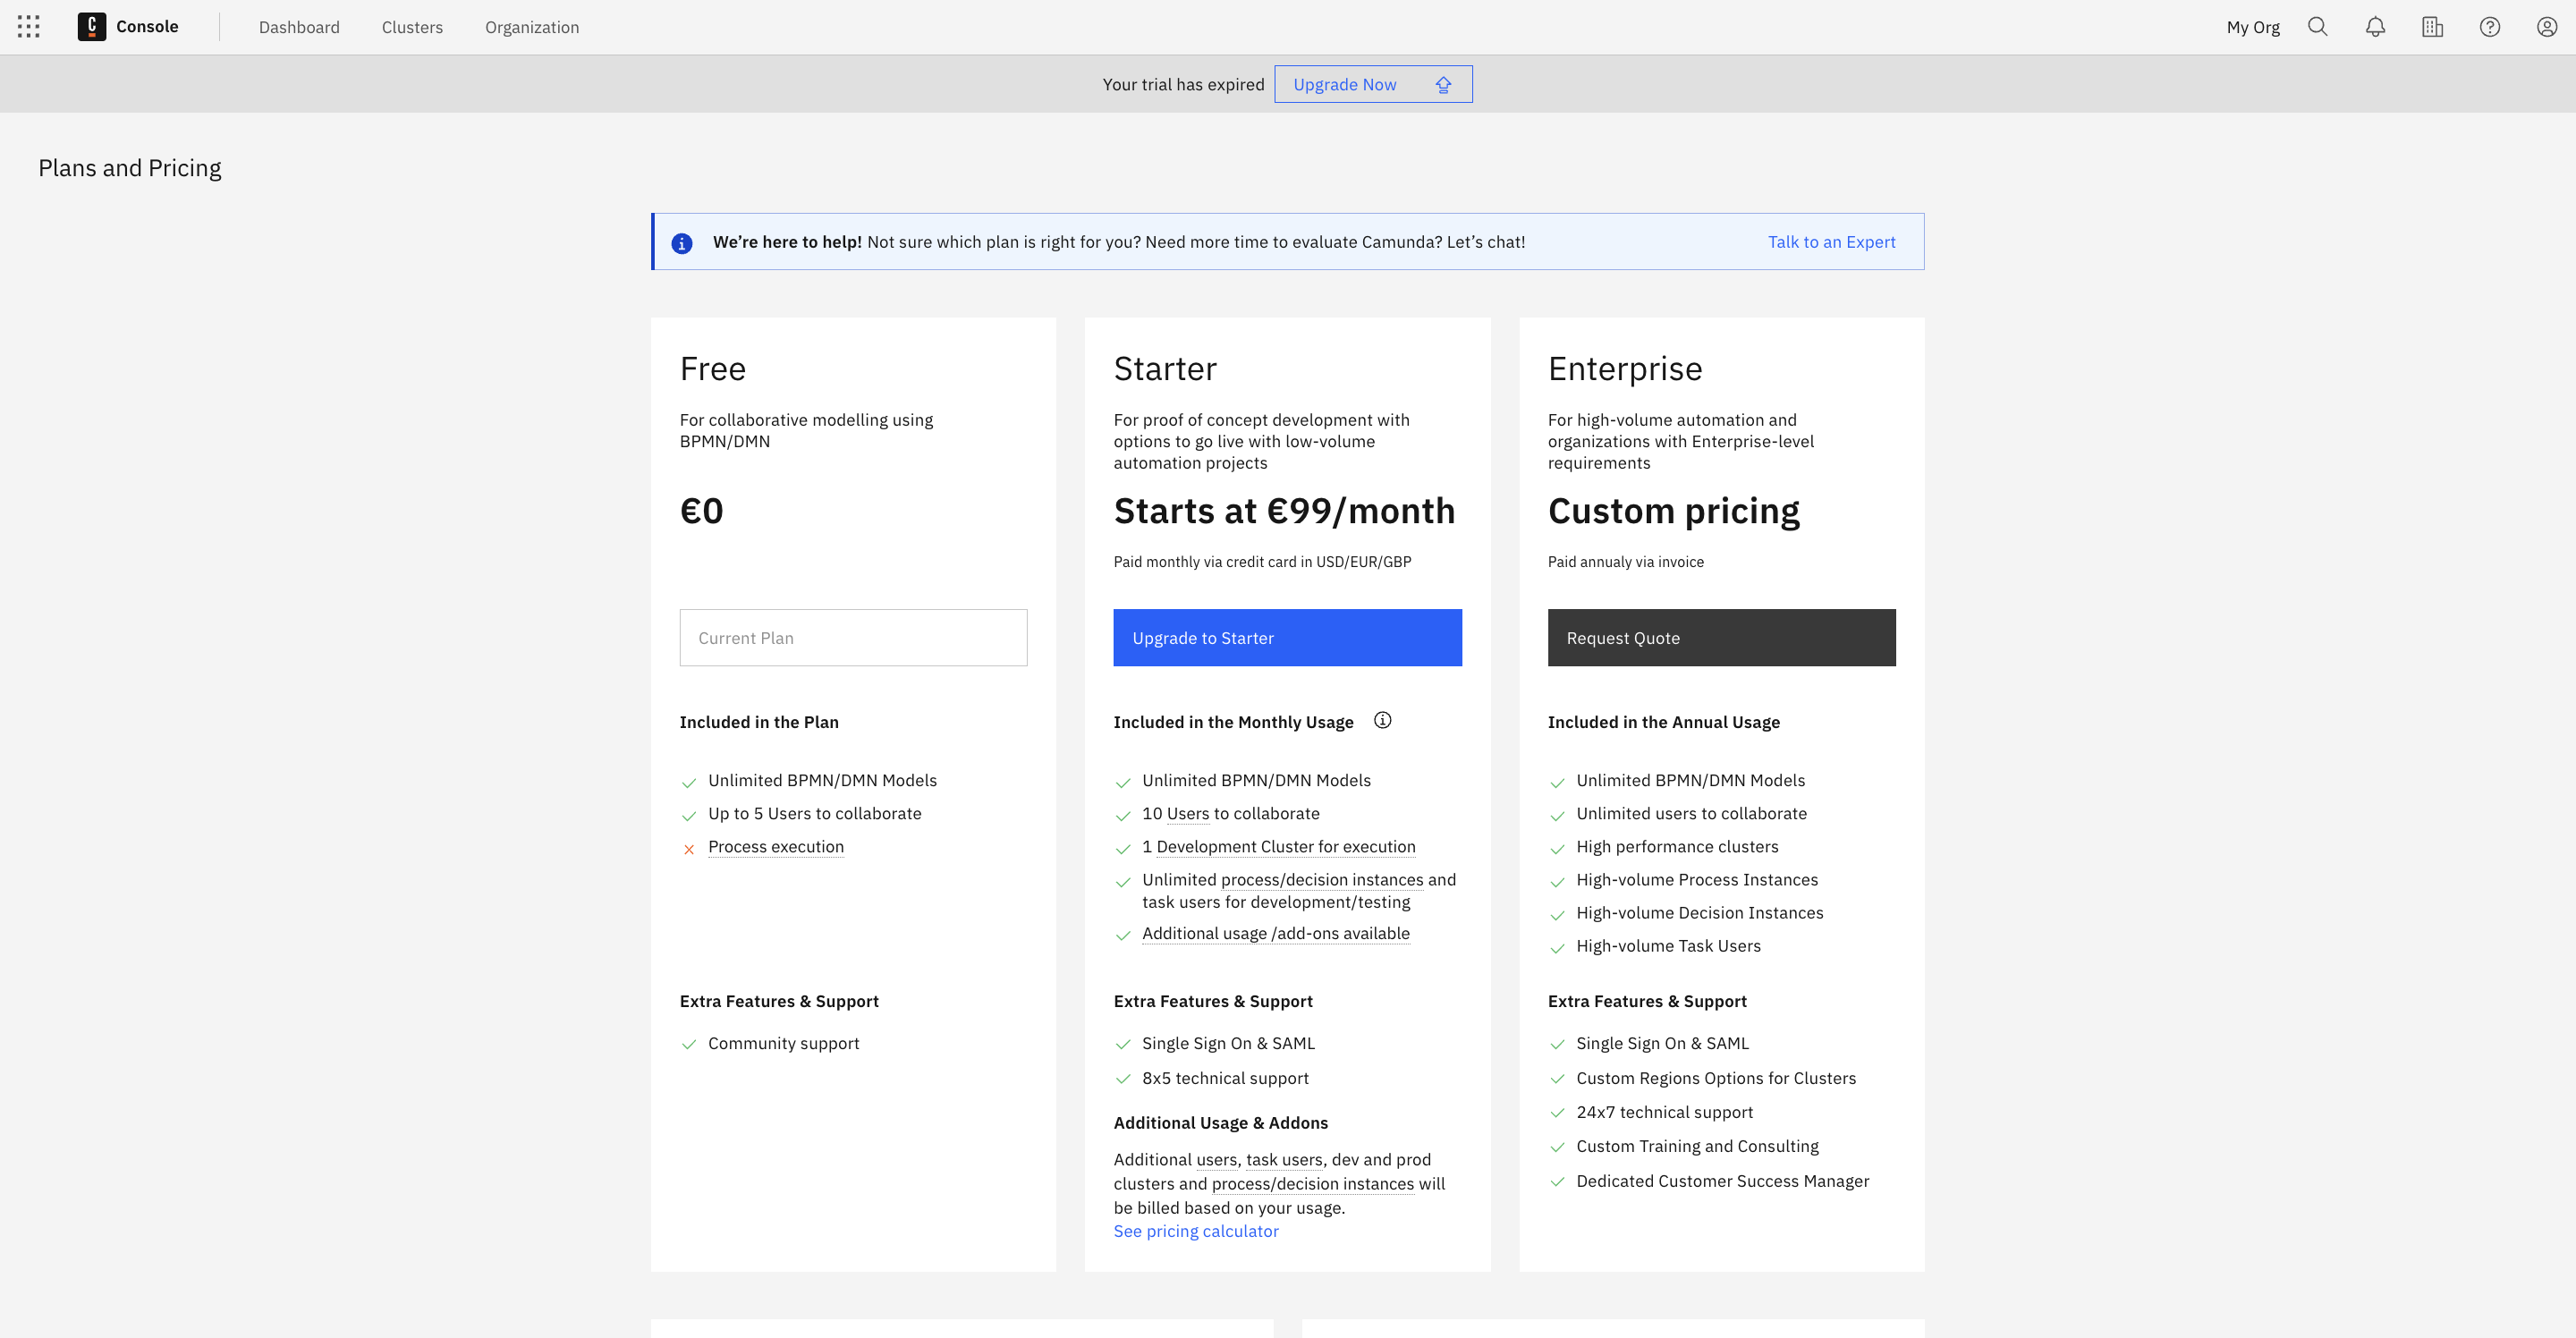 Console
Dashboard
Clusters
Organization
My Org
Your trial has expired
Upgrade Now
Plans and Pricing
We’re here to help! Not sure which plan is right for you? Need more time to evaluate Camunda? Let’s chat!
Talk to an Expert
Free
For collaborative modelling using
BPMN/DMN
€0
Current Plan
Included in the Plan
Unlimited BPMN/DMN Models
Up to 5 Users to collaborate
Process execution
Extra Features & Support
Community support
Starter
For proof of concept development with
options to go live with low-volume
automation projects
Starts at €99/month
Paid monthly via credit card in USD/EUR/GBP
Upgrade to Starter
Included in the Monthly Usage
Unlimited BPMN/DMN Models
10 Users to collaborate
1 Development Cluster for execution
Unlimited process/decision instances and
task users for development/testing
Additional usage /add-ons available
Extra Features & Support
Single Sign On & SAML
8x5 technical support
Additional Usage & Addons
Additional users, task users, dev and prod
clusters and process/decision instances will
be billed based on your usage.
See pricing calculator
Enterprise
For high-volume automation and
organizations with Enterprise-level
requirements
Custom pricing
Paid annualy via invoice
Request Quote
Included in the Annual Usage
Unlimited BPMN/DMN Models
Unlimited users to collaborate
High performance clusters
High-volume Process Instances
High-volume Decision Instances
High-volume Task Users
Extra Features & Support
Single Sign On & SAML
Custom Regions Options for Clusters
24x7 technical support
Custom Training and Consulting
Dedicated Customer Success Manager